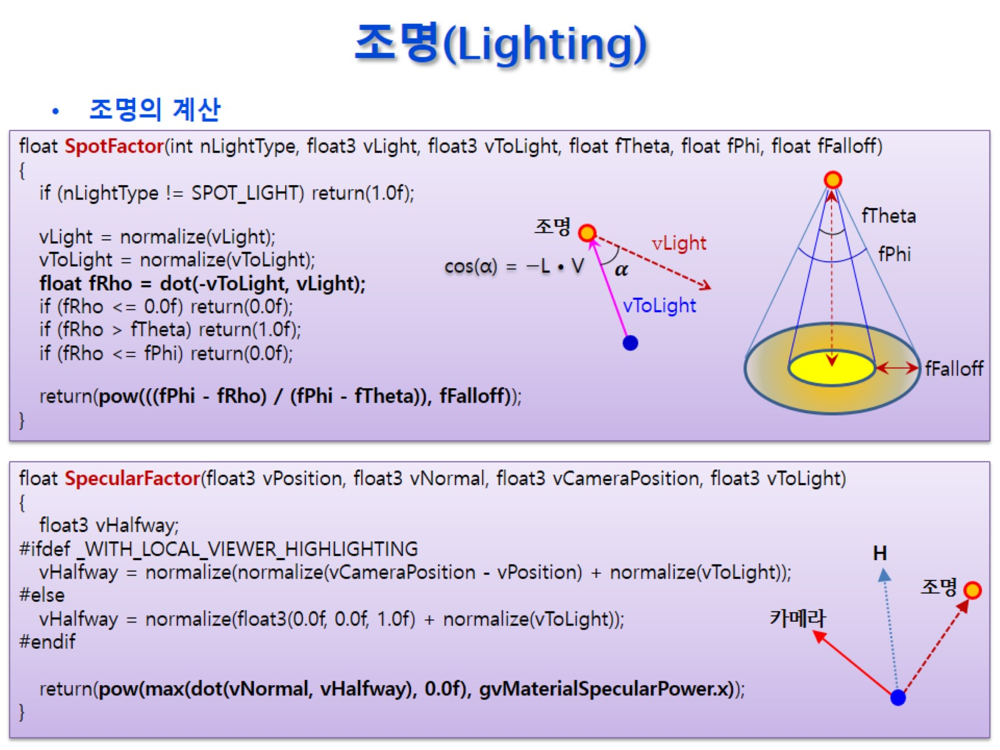 조명(Lighting)
• 조명의 계산
float SpotFactor(int nLightType, float3 vLight, float3 vToLight, float fTheta, float fPhi, float fFalloff)
{
if (nLightType != SPOT_LIGHT) return(1.0f);
vLight = normalize(vLight);
vToLight = normalize(vToLight);
float fRho = dot(-vToLight, vLight);
if (fRho <= 0.0f) return(0.0f);
if (fRho > fTheta) return(1.0f);
if (fRho <= fPhi) return(0.0f);
return(pow(((fPhi - fRho) / (fPhi - fTheta)), fFalloff));
}
조명
vLight
cos(α) = −L • V
α
vToLight
fTheta
fPhi
fFalloff
float SpecularFactor(float3 vPosition, float3 vNormal, float3 vCameraPosition, float3 vToLight)
{
float3 vHalfway;
#ifdef _WITH_LOCAL_VIEWER_HIGHLIGHTING
vHalfway = normalize(normalize(vCameraPosition - vPosition) + normalize(vToLight));
#else
vHalfway = normalize(float3(0.0f, 0.0f, 1.0f) + normalize(vToLight));
#endif
return(pow(max(dot(vNormal, vHalfway), 0.0f), gvMaterialSpecularPower.x));
}
H
조명
카메라